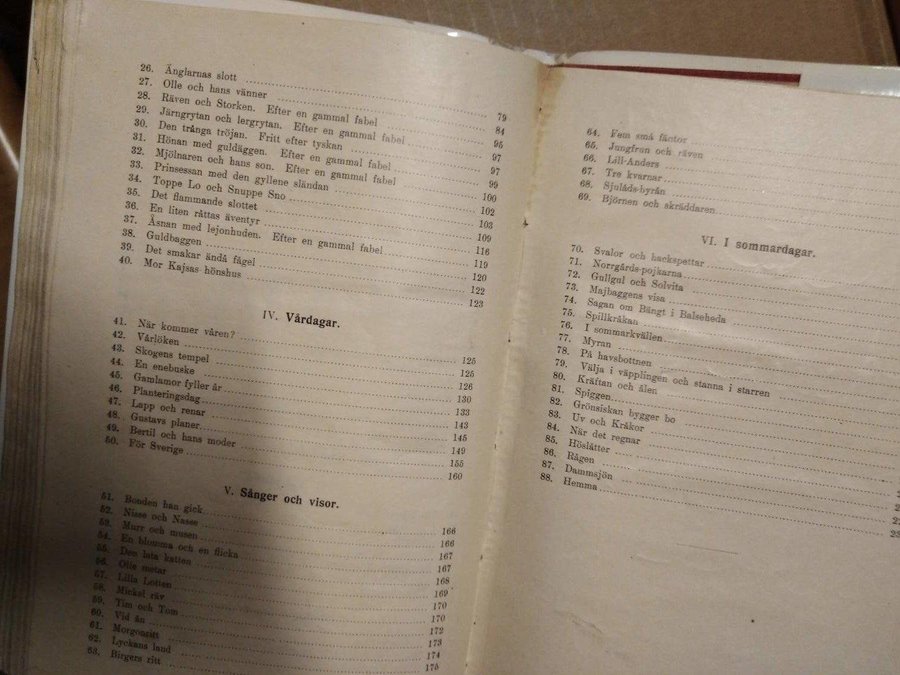 26. Änglarnas slott 79
27. Olle och hans vänner 84
28. Räven och Storken. Efter en gammal fabel 95
29. Järngrytan och lergrytan. Efter en gammal fabel 97
30. Den trånga tröjan. Fritt efter tyskan 97
31. Hönan med guldäggen. Efter en gammal fabel 99
32. Mjölnaren och hans son. Efter en gammal fabel 100
33. Prinsessan med den gyllene sländan 102
34. Toppe Lo och Snuppe Sno 103
35. Det flammande slottet 109
36. En liten råttas äventyr 116
37. Åsnan med lejonhuden. Efter en gammal fabel 119
38. Guldbaggen 120
39. Det smakar ändå fågel 122
40. Mor Kajsas hönshus 123
IV. Vårdagar.
41. När kommer våren? 125
42. Vårlöken 125
43. Skogens tempel 126
44. En enebuske 130
45. Gamlamor fyller år 133
46. Planteringsdag 143
47. Lapp och renar 145
48. Gustavs planer 149
49. Bertil och hans moder 155
50. För Sverige 160
V. Sånger och visor.
51. Bonden han gick 166
52. Nisse och Nasse 166
53. Murr och musen 167
54. En blomma och en flicka 167
55. Den lata katten 168
56. Olle metar 169
57. Lilla Lotten 170
58. Mickel räv 170
59. Tim och Tom 172
60. Vid ån 173
61. Morgonritt 174
62. Lyckans land 175
63. Birgers ritt
64. Fem små fåntor
65. Jungfrun och räven
66. Lill-Anders
67. Tre kvarnar
68. Sjulåds-byrån
69. Björnen och skräddaren
VI. I sommardagar.
70. Svalor och hackspettar
71. Norrgårds-pojkarna
72. Gullgul och Solvita
73. Majbaggens visa
74. Sagan om Bängt i Balseheda
75. Spillkråkan
76. I sommarkvällen
77. Myran
78. På havsbottnen
79. Välja i väpplingen och stanna i starren
80. Kräftan och ålen
81. Spiggen
82. Grönsiskan bygger bo
83. Uv och Kråkor
84. När det regnar
85. Höslåtter
86. Rågen
87. Dammsjön
88. Hemma